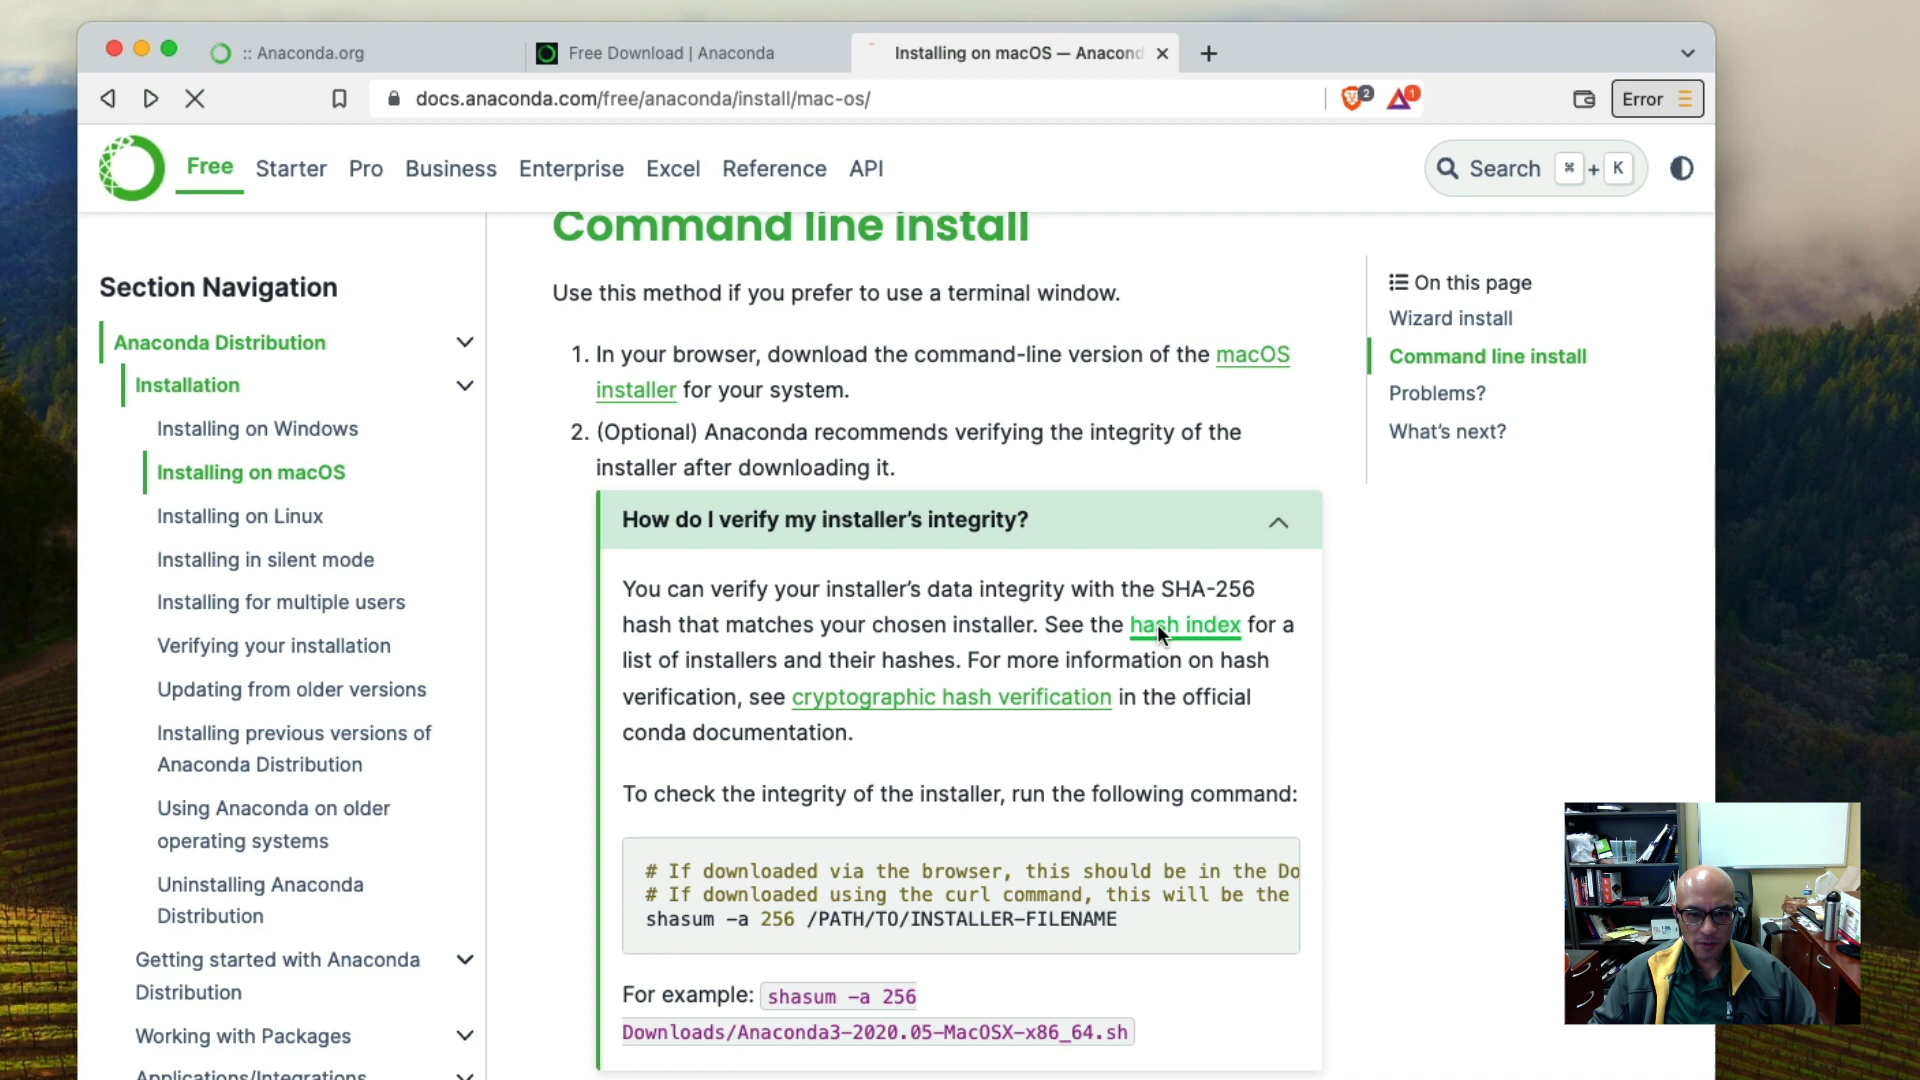 :: Anaconda.org
Free Download | Anaconda
Installing on macOS — Anacond
docs.anaconda.com/free/anaconda/install/mac-os/
2
1
Error
Free
Starter
Pro
Business
Enterprise
Excel
Reference
API
Search ⌘ + K
Section Navigation
Anaconda Distribution
Installation
Installing on Windows
Installing on macOS
Installing on Linux
Installing in silent mode
Installing for multiple users
Verifying your installation
Updating from older versions
Installing previous versions of
Anaconda Distribution
Using Anaconda on older
operating systems
Uninstalling Anaconda
Distribution
Getting started with Anaconda
Distribution
Working with Packages
Applications/Integrations
Command line install
Use this method if you prefer to use a terminal window.
1. In your browser, download the command-line version of the macOS
installer for your system.
2. (Optional) Anaconda recommends verifying the integrity of the
installer after downloading it.
How do I verify my installer’s integrity?
You can verify your installer’s data integrity with the SHA-256
hash that matches your chosen installer. See the hash index for a
list of installers and their hashes. For more information on hash
verification, see cryptographic hash verification in the official
conda documentation.
To check the integrity of the installer, run the following command:
# If downloaded via the browser, this should be in the Do
# If downloaded using the curl command, this will be the
shasum -a 256 /PATH/TO/INSTALLER-FILENAME
For example: shasum -a 256
Downloads/Anaconda3-2020.05-MacOSX-x86_64.sh
On this page
Wizard install
Command line install
Problems?
What’s next?